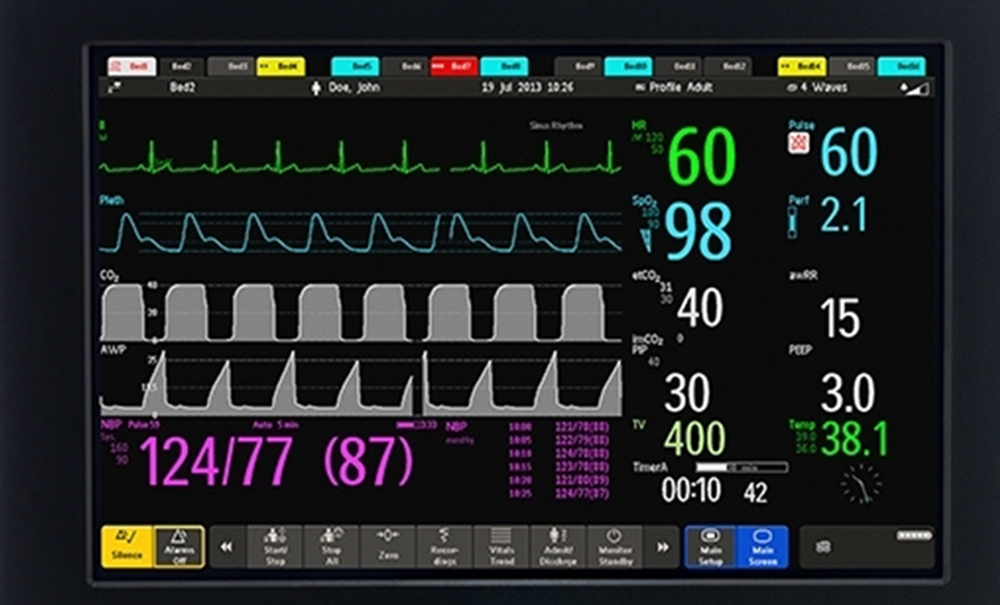 Bed1 Bed2 Bed3 Bed4 Bed5 Bed6 Bed7 Bed8 Bed9 Bed10 Bed11 Bed12 Bed14 Bed15 Bed16
Bed2 Doe, John 19 Jul 2013 10:26 Profile Adult 4 Waves
II
M
Sinus Rhythm
HR
120
50
60
Pulse
60
Pleth
SpO₂
100
90
98
Perf
2.1
CO₂
40
20
0
etCO₂
30
40
imCO₂ 0
awRR
15
AWP
25
12.5
0
PIP
40
30
PEEP
3.0
NBP Pulse 59 Auto 5min
Sys.
160
90
124/77 (87)
NBP
mmHg
10:00 121/78(88)
10:05 122/79(88)
10:10 124/78(88)
10:15 123/78(88)
10:20 121/80(89)
10:25 124/77(87)
TV
400
Temp
39.0
36.0
38.1
TimerA
00:10 42
Silence
Alarms
Off
Start/
Stop
Stop
All
Zero
Recor-
dings
Vitals
Trend
Admit/
Dischrge
Monitor
Standby
Main
Setup
Main
Screen